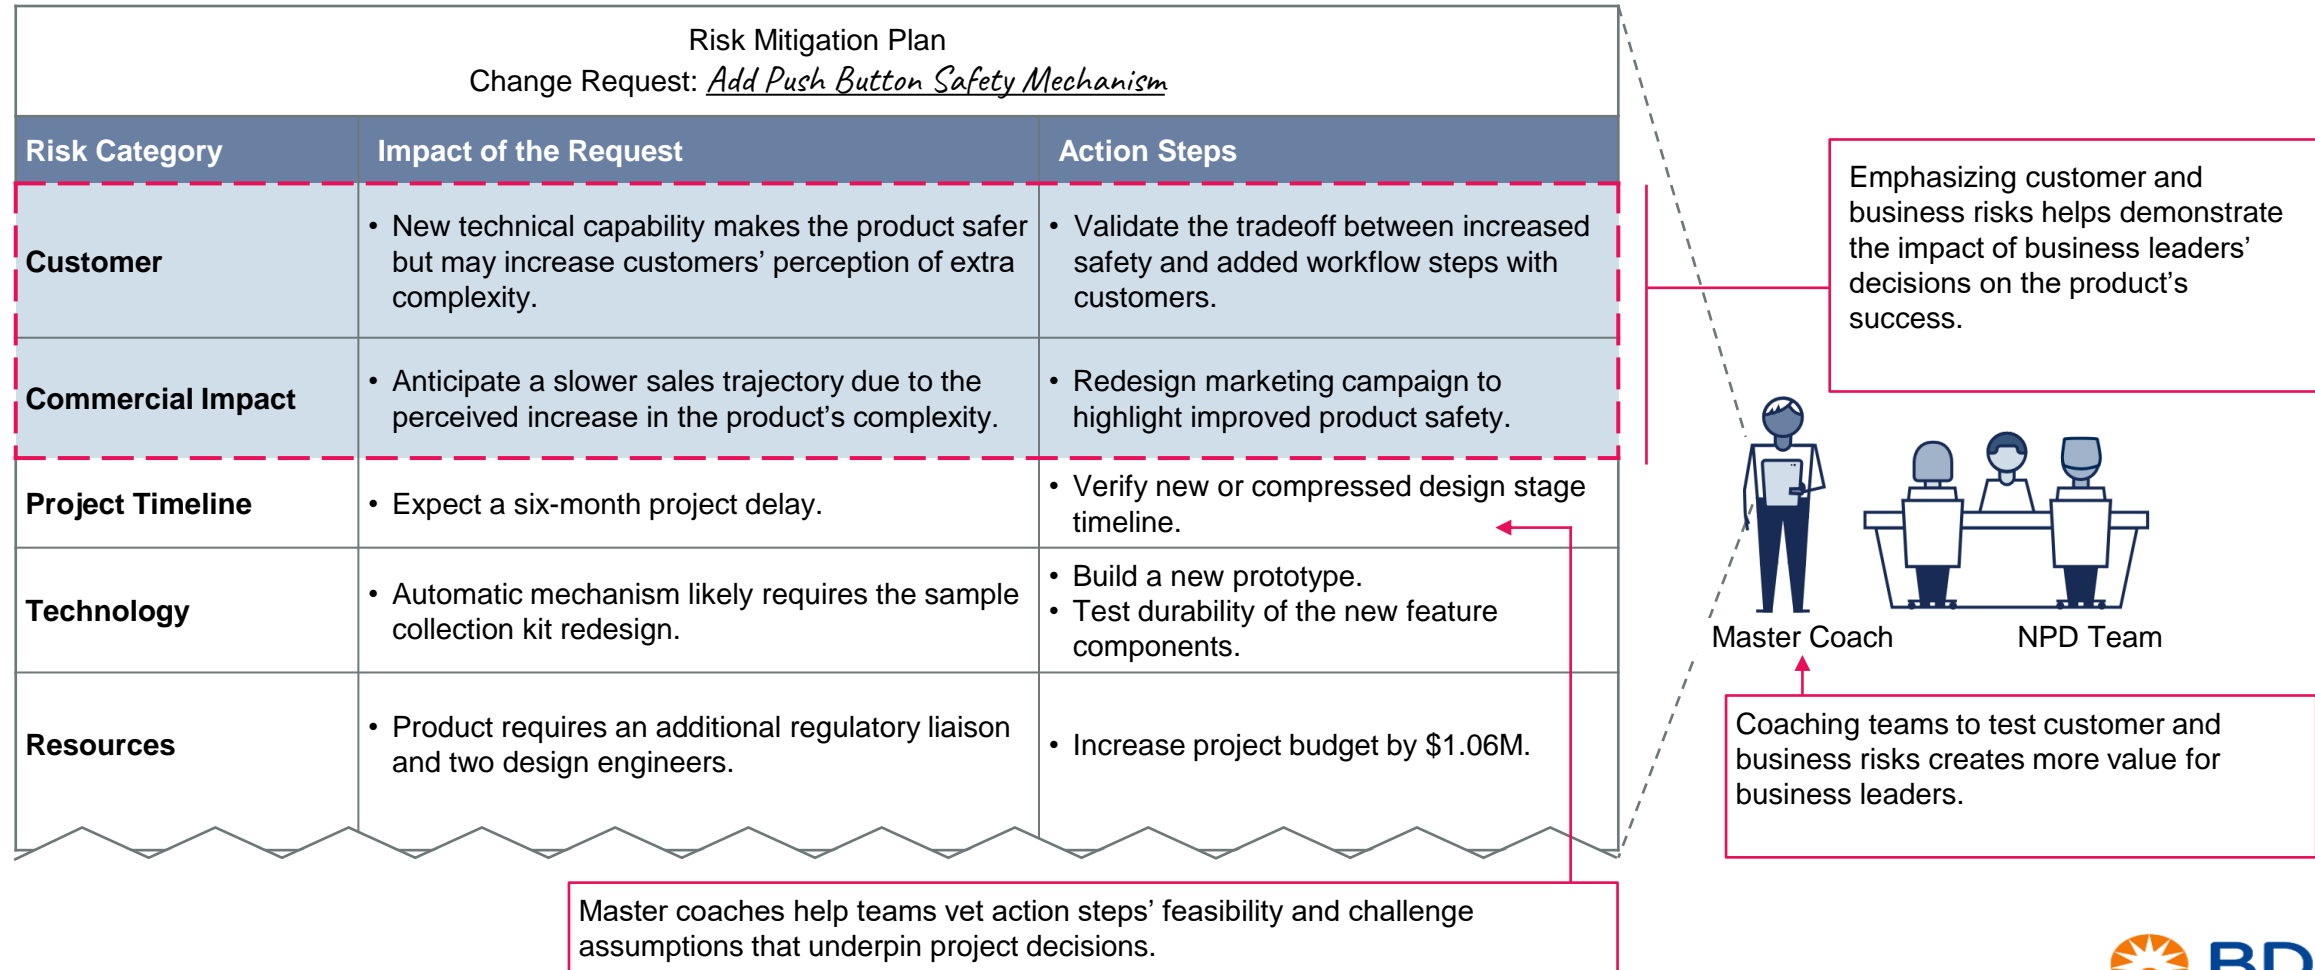 Risk Mitigation Plan
Change Request: Add Push Button Safety Mechanism
Risk Category
Impact of the Request
Action Steps
Customer
• New technical capability makes the product safer
but may increase customers’ perception of extra
complexity.
• Validate the tradeoff between increased
safety and added workflow steps with
customers.
Commercial Impact
• Anticipate a slower sales trajectory due to the
perceived increase in the product’s complexity.
• Redesign marketing campaign to
highlight improved product safety.
Project Timeline
• Expect a six-month project delay.
• Verify new or compressed design stage
timeline.
Technology
• Automatic mechanism likely requires the sample
collection kit redesign.
• Build a new prototype.
• Test durability of the new feature
components.
Resources
• Product requires an additional regulatory liaison
and two design engineers.
• Increase project budget by $1.06M.
Emphasizing customer and
business risks helps demonstrate
the impact of business leaders’
decisions on the product’s
success.
Master Coach
NPD Team
Coaching teams to test customer and
business risks creates more value for
business leaders.
Master coaches help teams vet action steps’ feasibility and challenge
assumptions that underpin project decisions.
BD